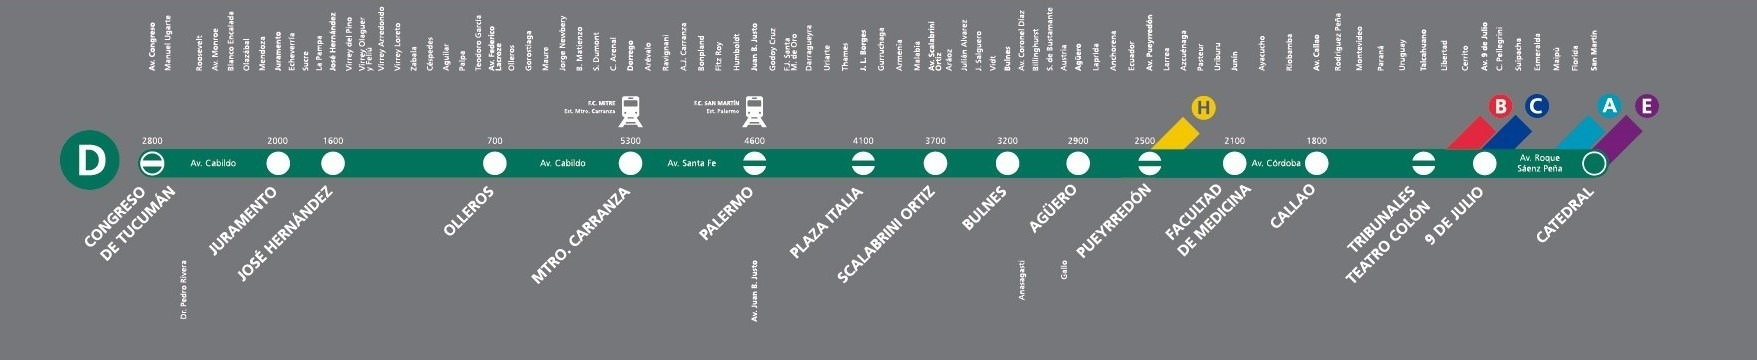 Av. Congreso
Manuel Ugarte
Roosevelt
Av. Monroe
Blanco Encalada
Olazábal
Mendoza
Juramento
Echeverría
Sucre
La Pampa
José Hernández
Virrey del Pino
Virrey Olaguer
y Feliú
Virrey Arredondo
Virrey Loreto
Zabala
Céspedes
Aguilar
Palpa
Teodoro García
Av. Federico
Lacroze
Olleros
Gorostiaga
Maure
Jorge Newbery
B. Matienzo
S. Dumont
C. Arenal
Dorrego
Arévalo
Ravignani
A.J. Carranza
Bonpland
Fitz Roy
Humboldt
Juan B. Justo
Godoy Cruz
F.J. Santa
M. de Oro
Darragueyra
Uriarte
Thames
J. L. Borges
Gurruchaga
Armenia
Malabia
Av. Scalabrini
Ortiz
Aráoz
Julián Alvarez
J. Salguero
Vidt
Bulnes
Av. Coronel Díaz
Billinghurst
S. de Bustamante
Austria
Agüero
Laprida
Anchorena
Ecuador
Av. Pueyrredón
Larrea
Azcuénaga
Pasteur
Uriburu
Junín
Ayacucho
Riobamba
Av. Callao
Rodríguez Peña
Montevideo
Paraná
Uruguay
Talcahuano
Libertad
Cerrito
Av. 9 de Julio
C. Pellegrini
Suipacha
Esmeralda
Maipú
Florida
San Martín
F.C. MITRE
Est. Mtro. Carranza
F.C. SAN MARTÍN
Est. Palermo
H
B
C
A
E
D
2800
2000
1600
700
5300
4600
4100
3700
3200
2900
2500
2100
1800
Av. Cabildo
Av. Cabildo
Av. Santa Fe
Av. Córdoba
Av. Roque
Sáenz Peña
CONGRESO
DE TUCUMÁN
JURAMENTO
JOSÉ HERNÁNDEZ
OLLEROS
MTRO. CARRANZA
PALERMO
PLAZA ITALIA
SCALABRINI ORTIZ
BULNES
AGÜERO
PUEYRREDÓN
FACULTAD
DE MEDICINA
CALLAO
TRIBUNALES
TEATRO COLÓN
9 DE JULIO
CATEDRAL
Dr. Pedro Rivera
Av. Juan B. Justo
Anasagasti
Gallo